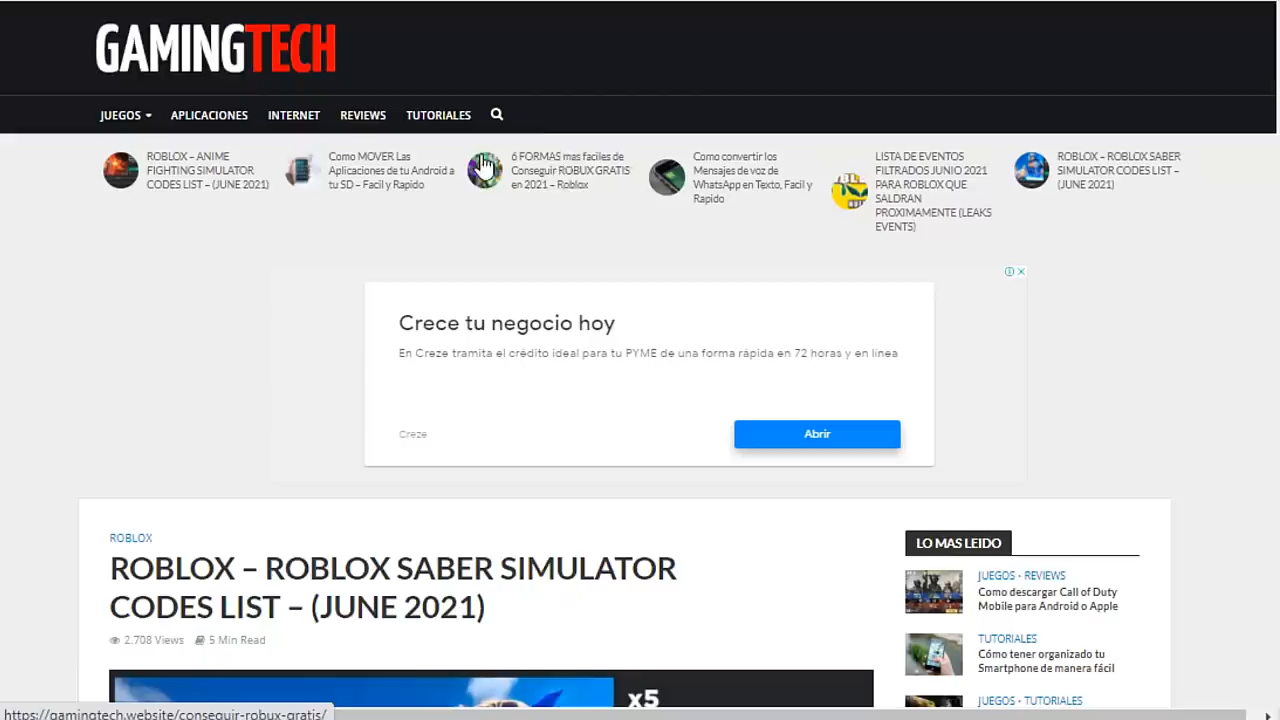 GAMINGTECH
JUEGOS
APLICACIONES
INTERNET
REVIEWS
TUTORIALES
ROBLOX – ANIME
FIGHTING SIMULATOR
CODES LIST – (JUNE 2021)
Como MOVER Las
Aplicaciones de tu Android a
tu SD – Facil y Rapido
6 FORMAS mas faciles de
Conseguir ROBUX GRATIS
en 2021 – Roblox
Como convertir los
Mensajes de voz de
WhatsApp en Texto, Facil y
Rapido
LISTA DE EVENTOS
FILTRADOS JUNIO 2021
PARA ROBLOX QUE
SALDRAN
PROXIMAMENTE (LEAKS
EVENTS)
ROBLOX – ROBLOX SABER
SIMULATOR CODES LIST –
(JUNE 2021)
Crece tu negocio hoy
En Creze tramita el crédito ideal para tu PYME de una forma rápida en 72 horas y en línea
Creze
Abrir
ROBLOX
ROBLOX – ROBLOX SABER SIMULATOR
CODES LIST – (JUNE 2021)
2.708 Views
5 Min Read
x5
LO MAS LEIDO
JUEGOS • REVIEWS
Como descargar Call of Duty
Mobile para Android o Apple
TUTORIALES
Cómo tener organizado tu
Smartphone de manera fácil
JUEGOS • TUTORIALES
https://gamingtech.website/conseguir-robux-gratis/